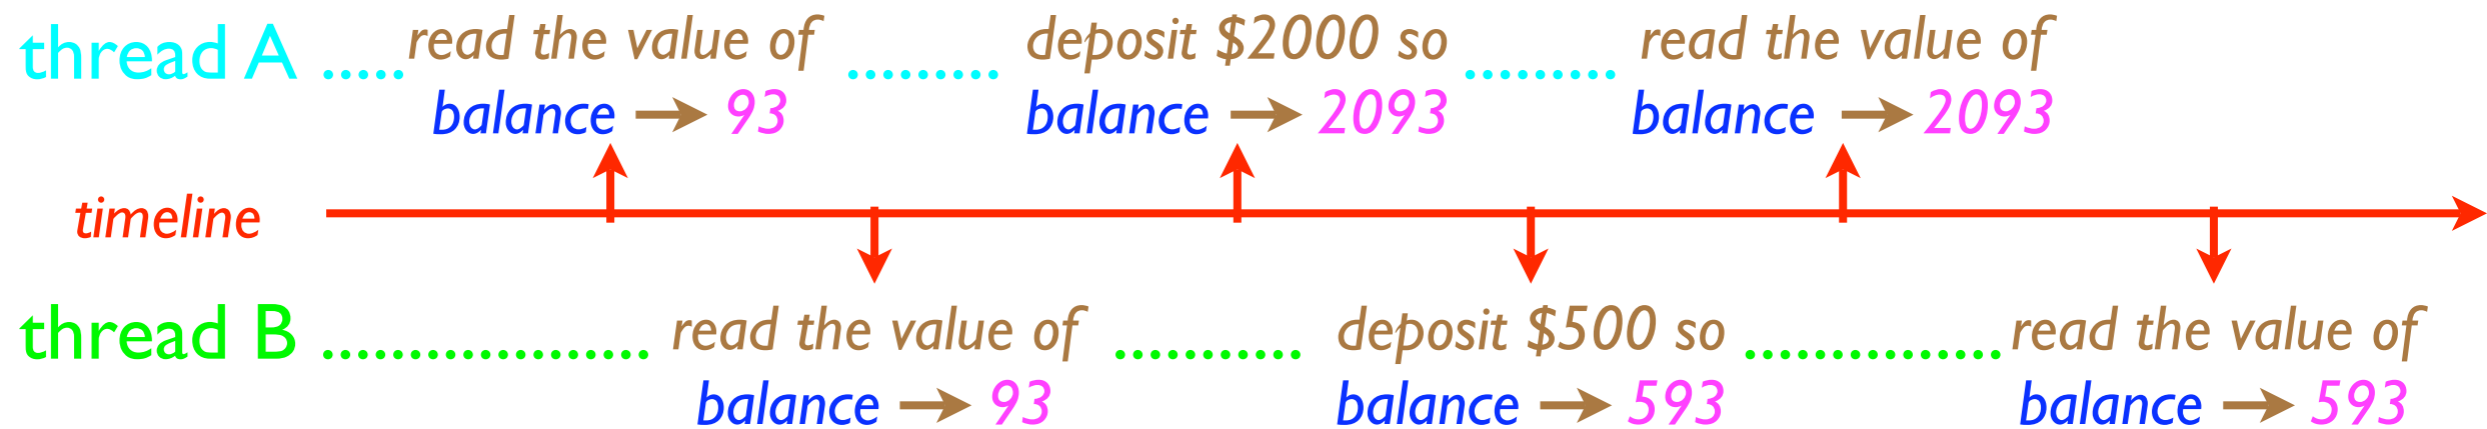 thread A ..... read the value of ......... deposit $2000 so ......... read the value of
balance → 93 balance → 2093 balance → 2093
timeline
thread B ................... read the value of ........... deposit $500 so ............... read the value of
balance → 93 balance → 593 balance → 593